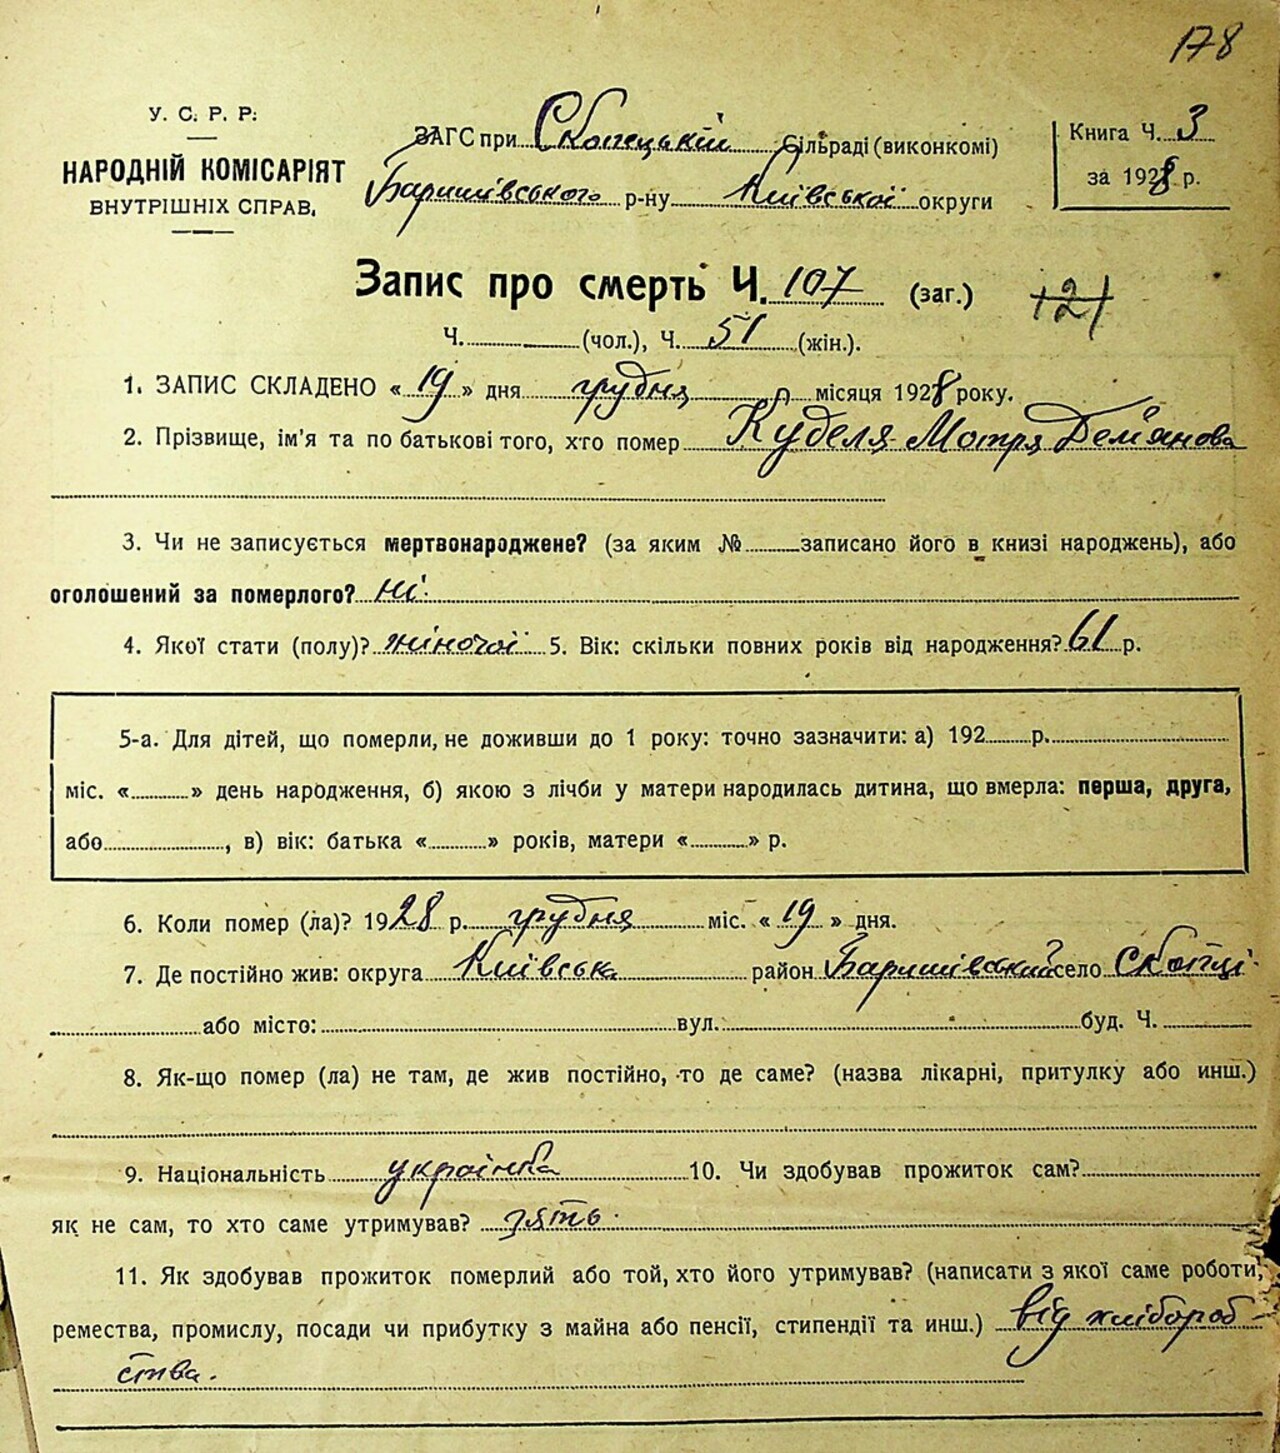 178
У. С. Р. Р.
НАРОДНІЙ КОМІСАРІЯТ
ВНУТРІШНІХ СПРАВ.
ЗАГС при Скопецькій Сільраді (виконкомі)
Баришівського р-ну Київської округи
Книга Ч. 3
за 1928 р.
Запис про смерть Ч. 107 (заг.) 121
Ч. (чол.), Ч. 51 (жін.).
1. ЗАПИС СКЛАДЕНО « 19 » дня грудня місяця 1928 року.
2. Прізвище, ім'я та по батькові того, хто помер Куделя Мотря Дем'янова
3. Чи не записується мертвонароджене? (за яким № записано його в книзі народжень), або
оголошений за померлого? ні.
4. Якої стати (полу)? жіночої 5. Вік: скільки повних років від народження? 61 р.
5-а. Для дітей, що померли, не доживши до 1 року: точно зазначити: а) 192 р.
міс. « » день народження, б) якою з лічби у матери народилась дитина, що вмерла: перша, друга,
або , в) вік: батька « » років, матери « » р.
6. Коли помер (ла)? 1928 р. грудня міс. « 19 » дня.
7. Де постійно жив: округа Київська район Баришівський село Скопці
або місто: вул. буд. Ч.
8. Як-що помер (ла) не там, де жив постійно, то де саме? (назва лікарні, притулку або инш.)
9. Національність українка 10. Чи здобував прожиток сам?
як не сам, то хто саме утримував? зять.
11. Як здобував прожиток померлий або той, хто його утримував? (написати з якої саме роботи,
ремества, промислу, посади чи прибутку з майна або пенсії, стипендії та инш.) від хлібороб-
ства.